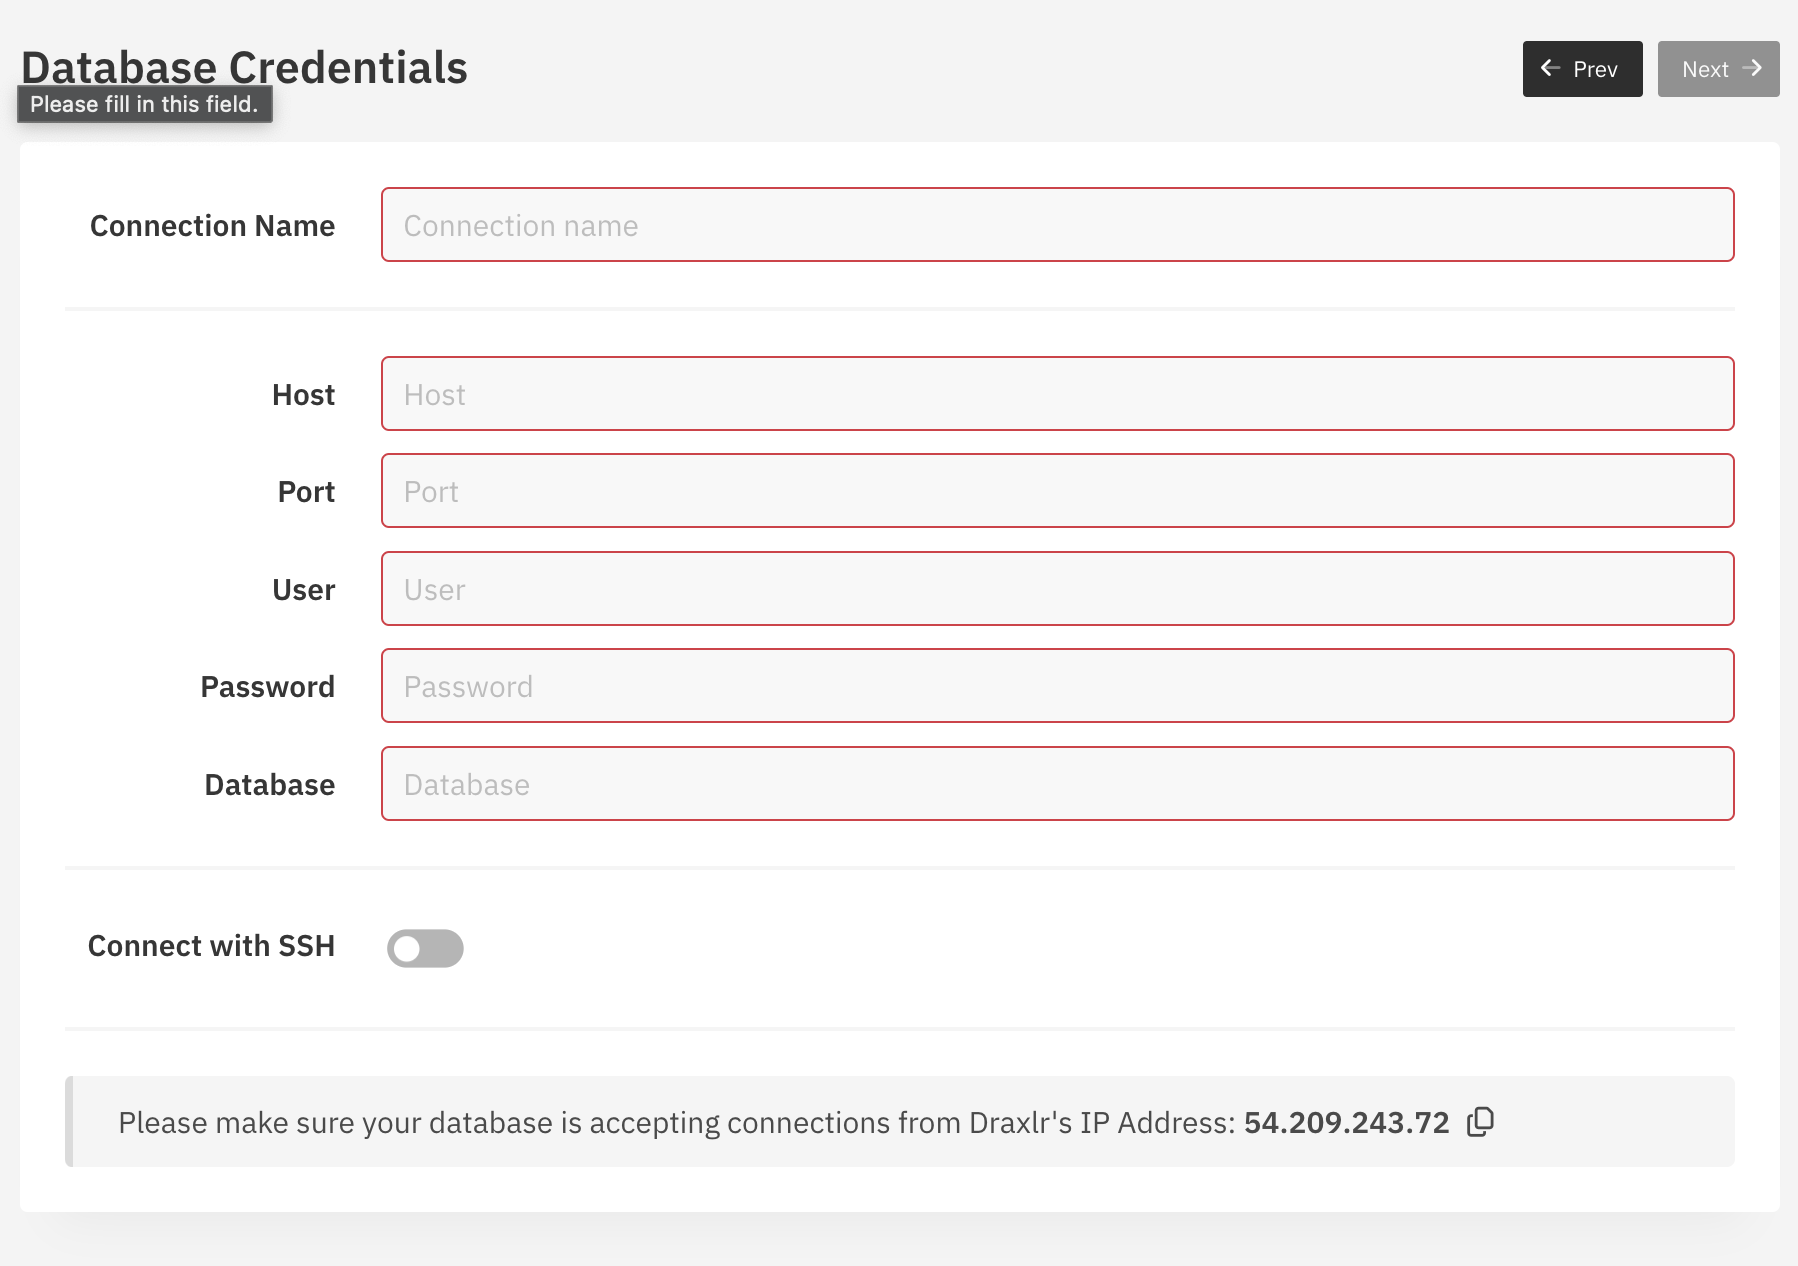 Database Credentials
Please fill in this field.
Prev
Next
Connection Name
Connection name
Host
Host
Port
Port
User
User
Password
Password
Database
Database
Connect with SSH
Please make sure your database is accepting connections from Draxlr's IP Address: 54.209.243.72